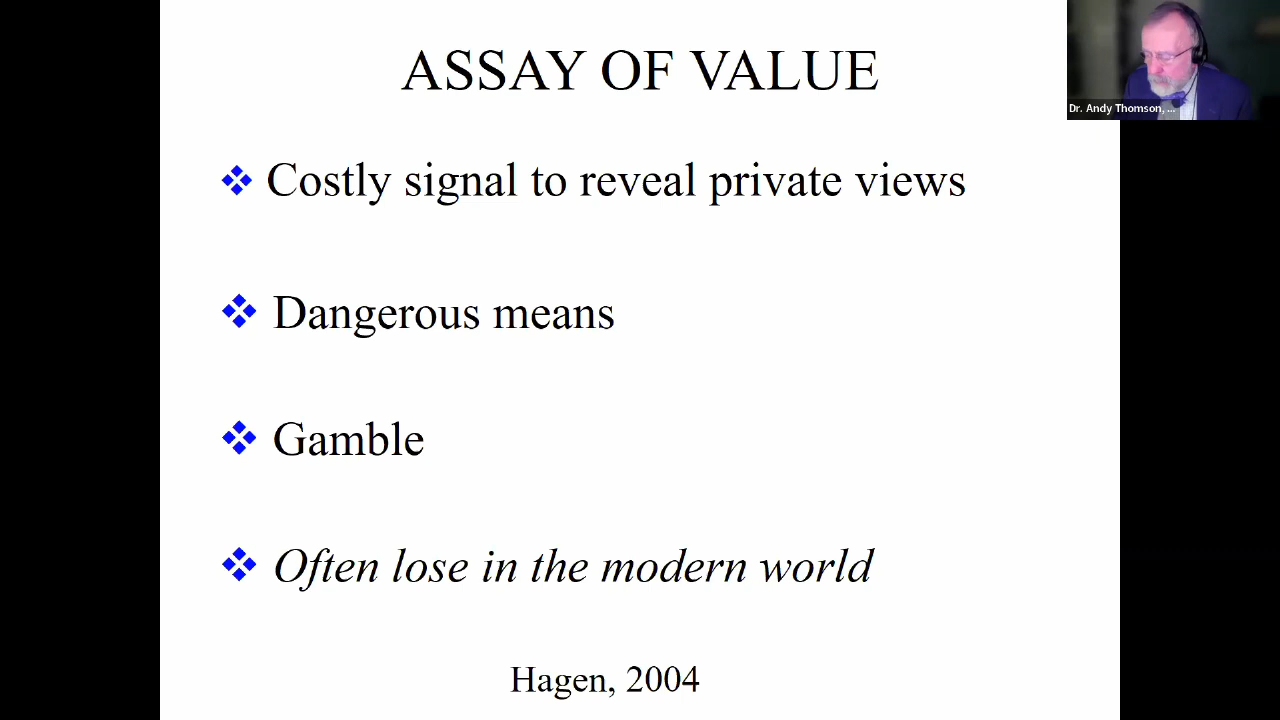 ASSAY OF VALUE
Dr. Andy Thomson, ...
Costly signal to reveal private views
Dangerous means
Gamble
Often lose in the modern world
Hagen, 2004